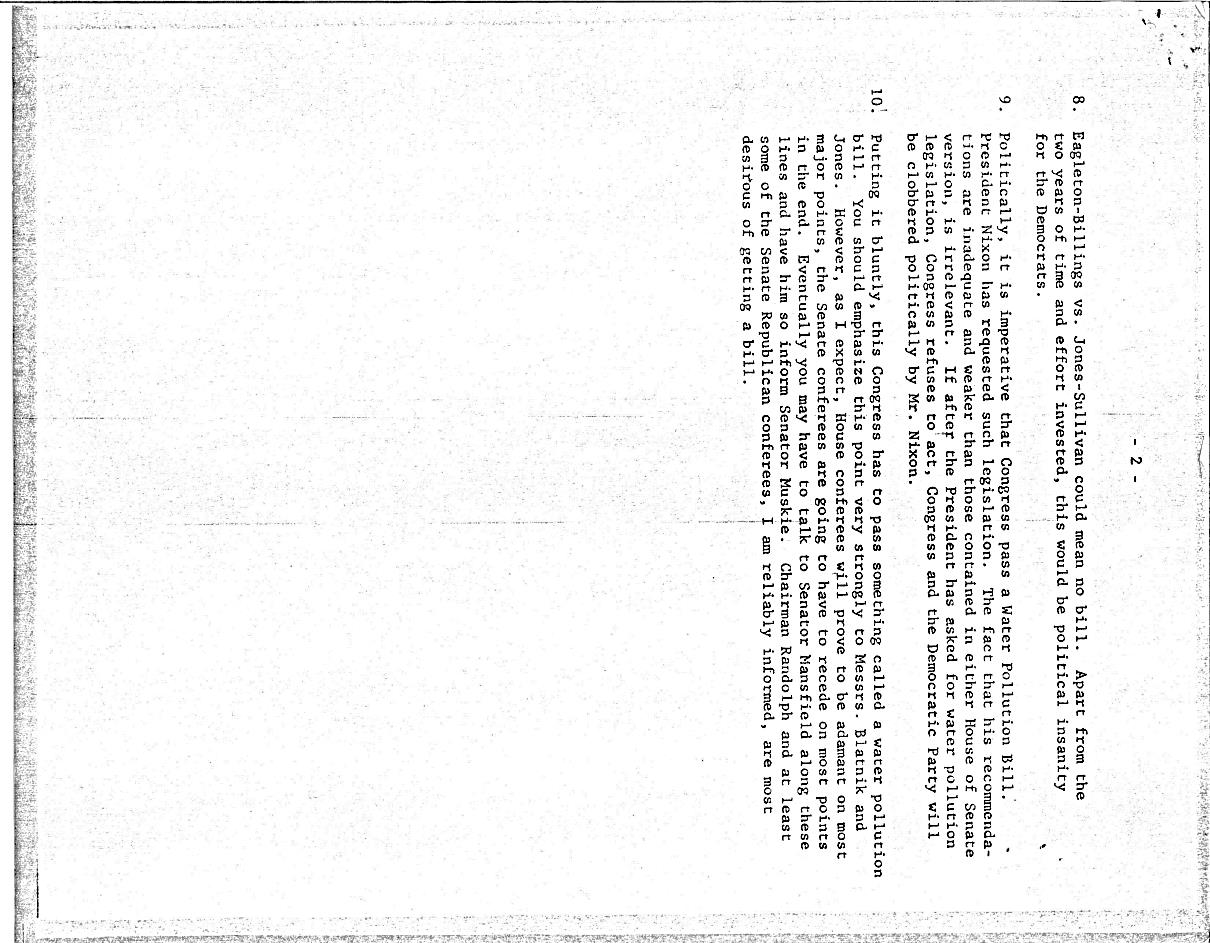 - 2 -
8. Eagleton-Billings vs. Jones-Sullivan could mean no bill. Apart from the
two years of time and effort invested, this would be political insanity
for the Democrats.
9. Politically, it is imperative that Congress pass a Water Pollution Bill.
President Nixon has requested such legislation. The fact that his recommenda-
tions are inadequate and weaker than those contained in either House of Senate
version, is irrelevant. If after the President has asked for water pollution
legislation, Congress refuses to act, Congress and the Democratic Party will
be clobbered politically by Mr. Nixon.
10. Putting it bluntly, this Congress has to pass something called a water pollution
bill. You should emphasize this point very strongly to Messrs. Blatnik and
Jones. However, as I expect, House conferees will prove to be adamant on most
major points, the Senate conferees are going to have to recede on most points
in the end. Eventually you may have to talk to Senator Mansfield along these
lines and have him so inform Senator Muskie. Chairman Randolph and at least
some of the Senate Republican conferees, I am reliably informed, are most
desirous of getting a bill.